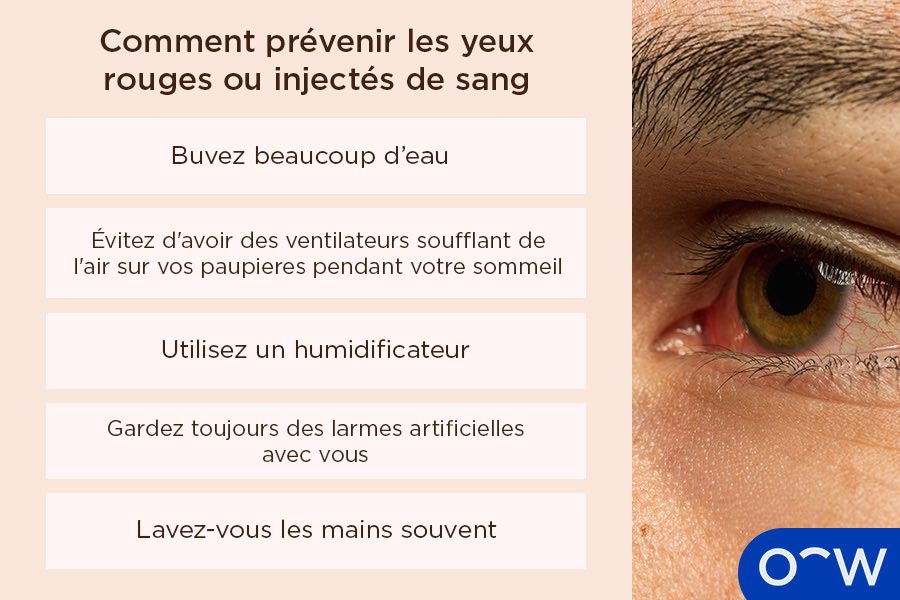 Comment prévenir les yeux
rouges ou injectés de sang
Buvez beaucoup d’eau
Évitez d'avoir des ventilateurs soufflant de
l'air sur vos paupieres pendant votre sommeil
Utilisez un humidificateur
Gardez toujours des larmes artificielles
avec vous
Lavez-vous les mains souvent